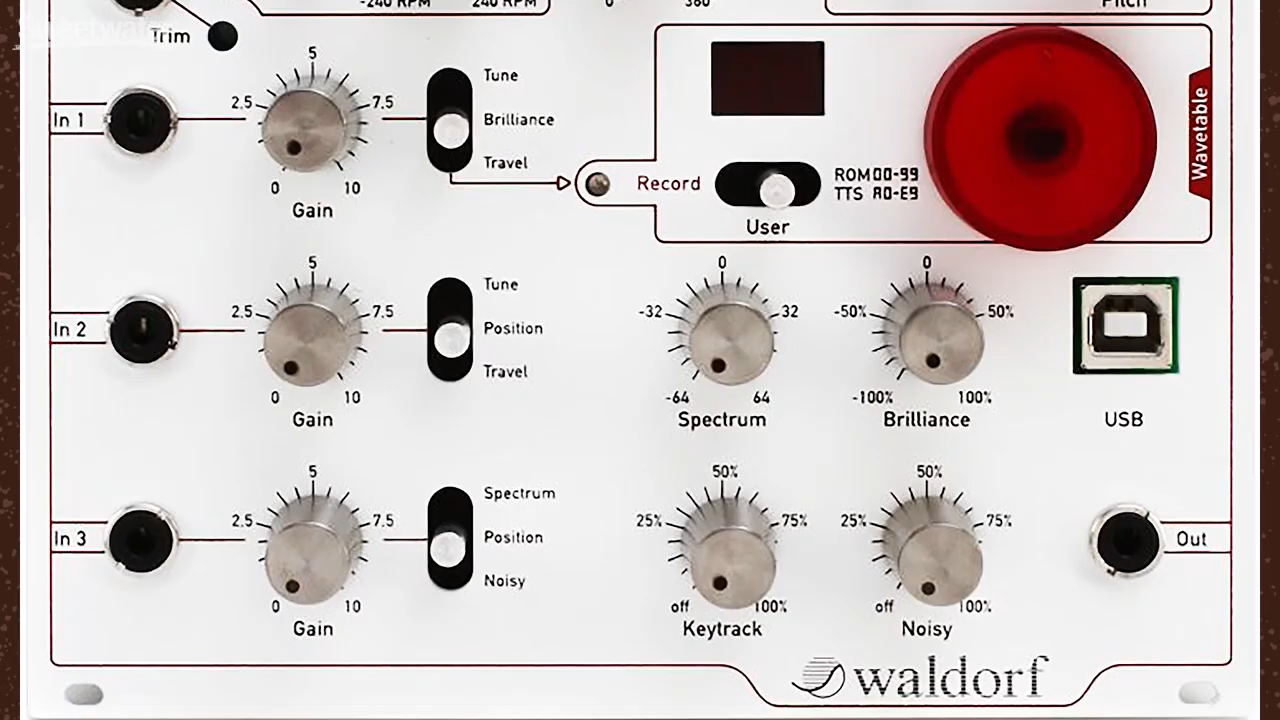 Sweetwater
-240 RPM 240 RPM 0 360 Pitch
Trim
5
Tune
2.5 7.5
In 1
Brilliance
Travel
0 10
Gain
Record
ROM 00-99
TTS A0-E9
User
Wavetable
5
Tune
2.5 7.5
In 2
Position
Travel
0 10
Gain
0
-32 32
-64 64
Spectrum
0
-50% 50%
-100% 100%
Brilliance
USB
5
Spectrum
2.5 7.5
In 3
Position
Noisy
0 10
Gain
50%
25% 75%
off 100%
Keytrack
50%
25% 75%
off 100%
Noisy
Out
waldorf